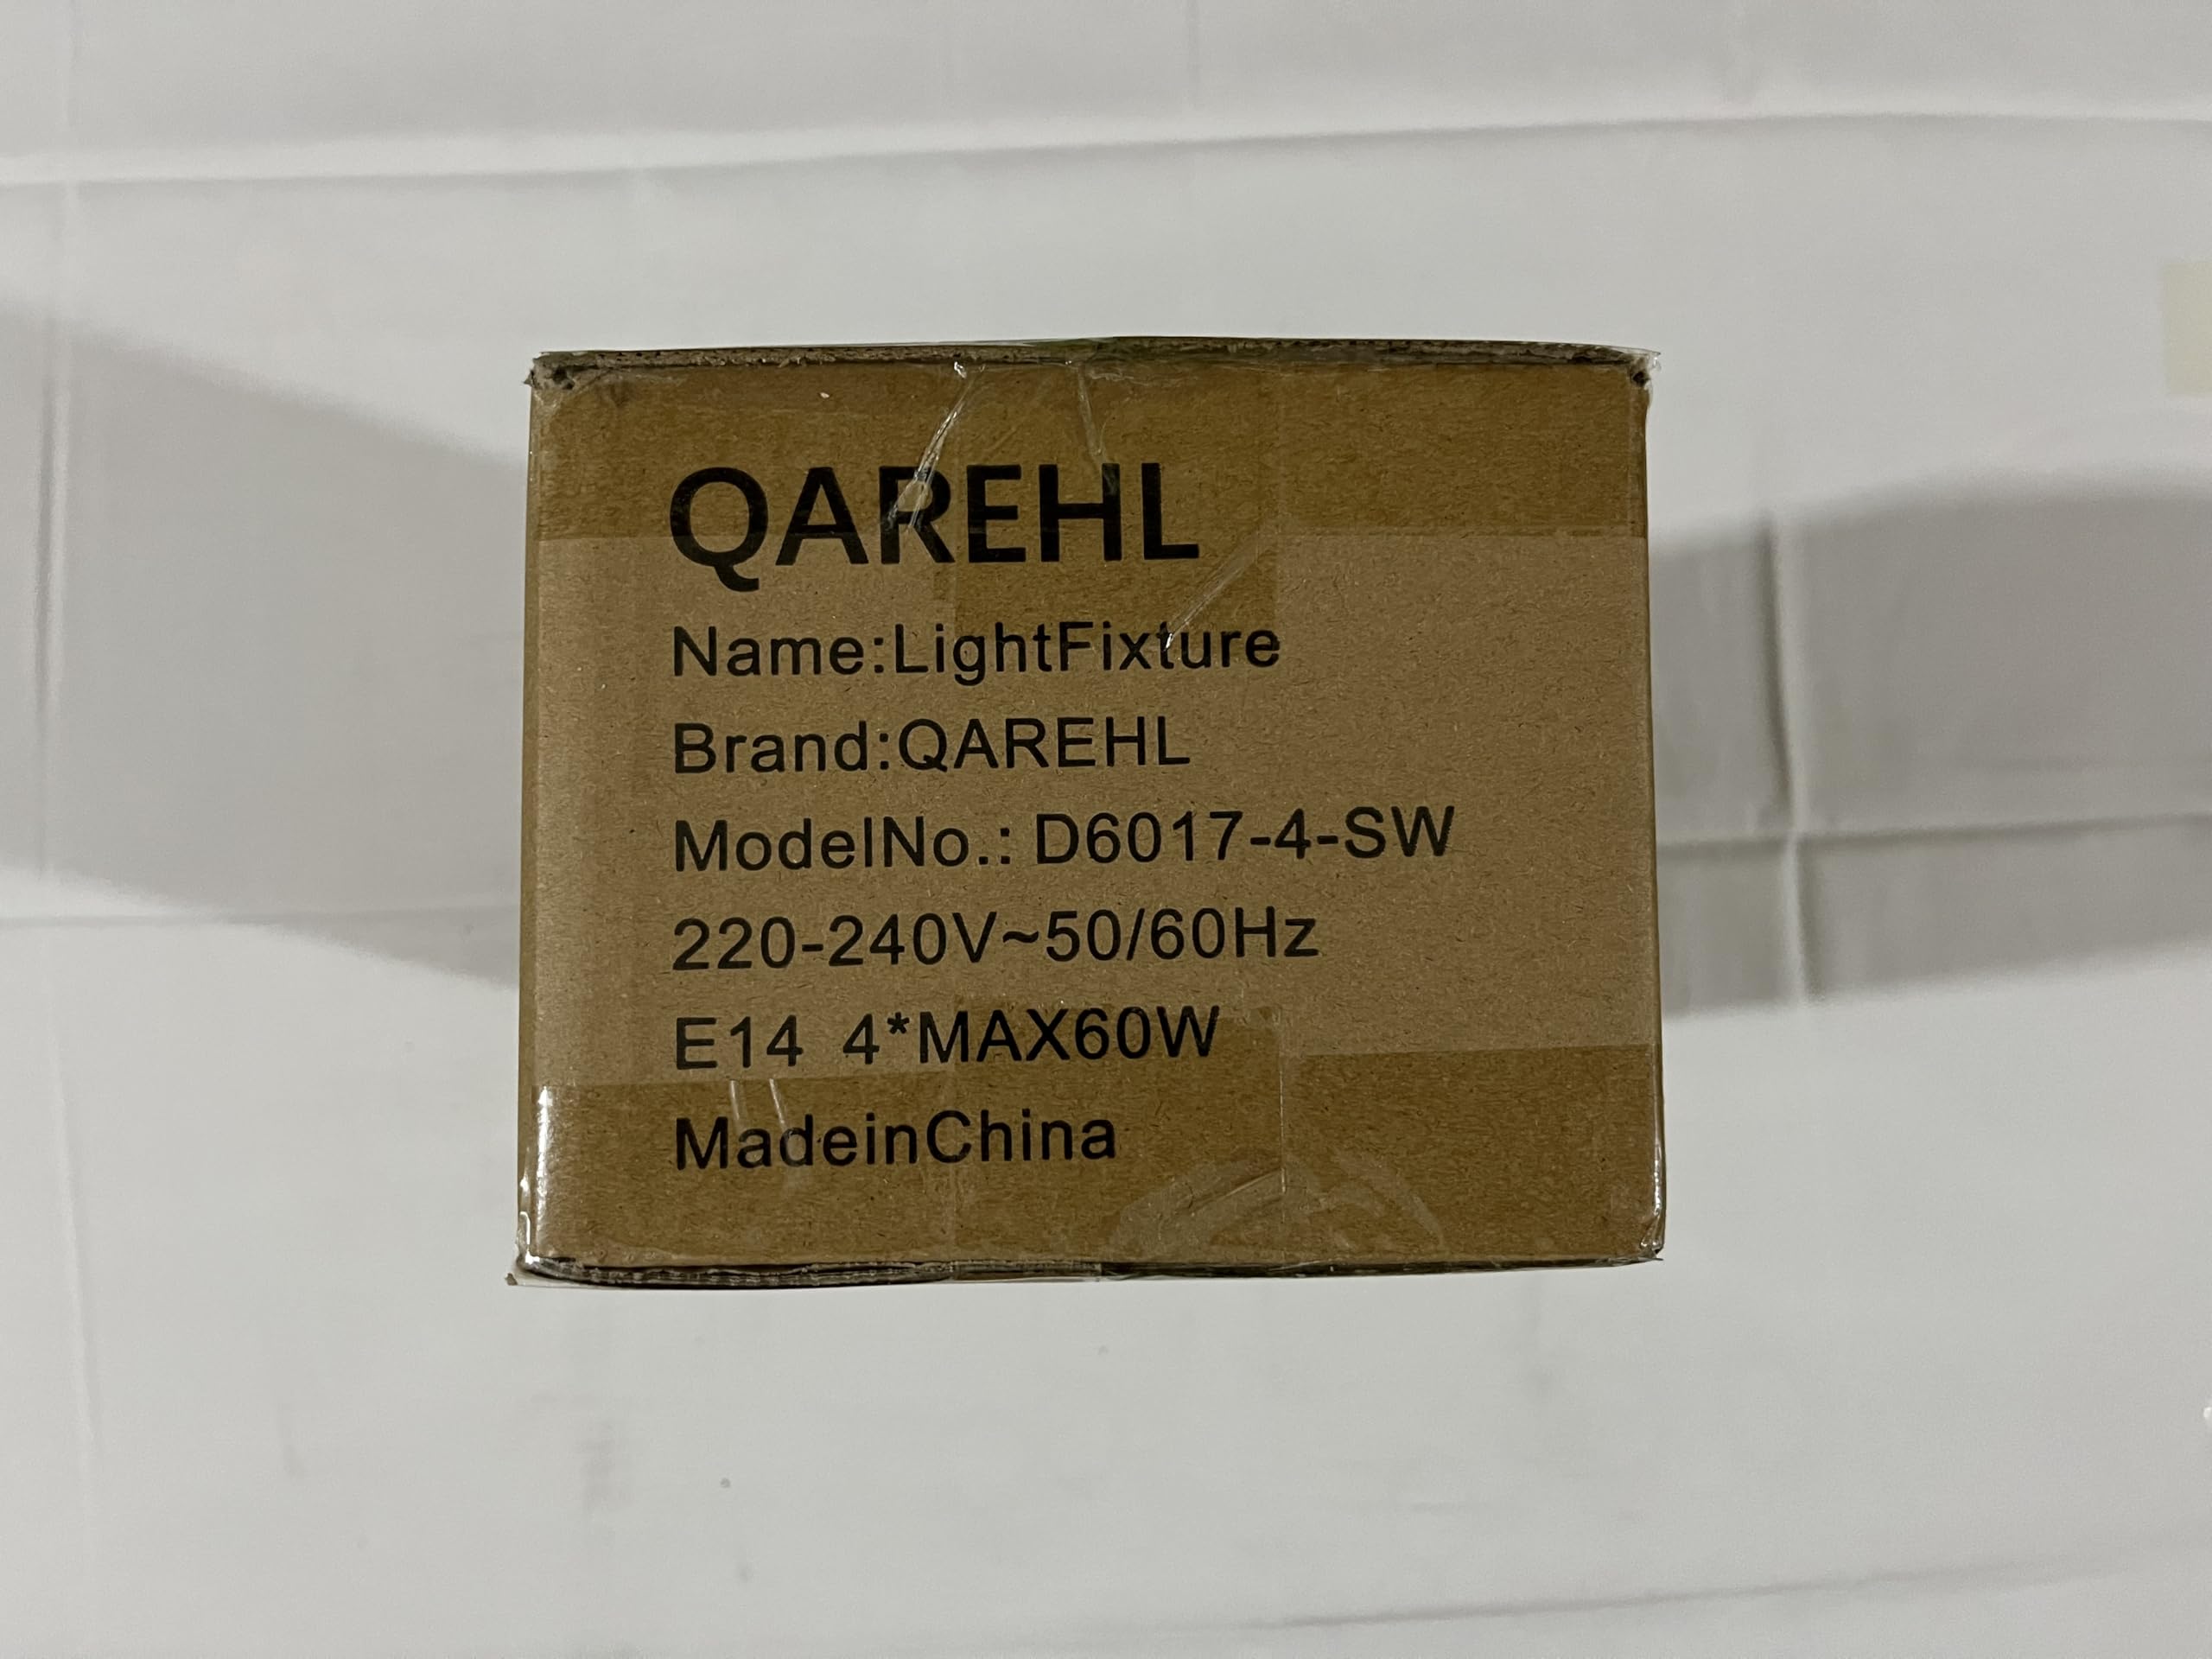 QAREHL
Name:LightFixture
Brand:QAREHL
ModelNo.: D6017-4-SW
220-240V~50/60Hz
E14 4*MAX60W
MadeinChina